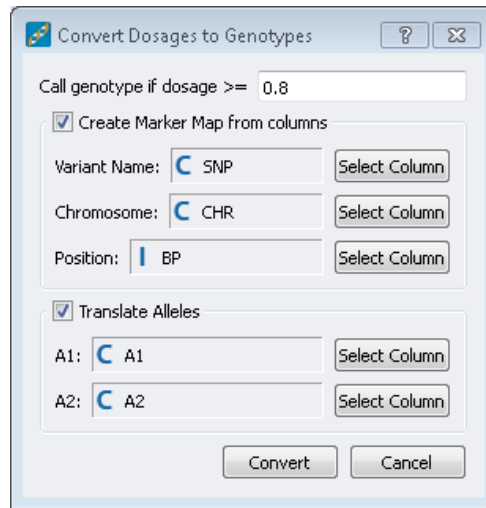 Convert Dosages to Genotypes ?
Call genotype if dosage >= 0.8
Create Marker Map from columns
Variant Name: C SNP Select Column
Chromosome: C CHR Select Column
Position: I BP Select Column
Translate Alleles
A1: C A1 Select Column
A2: C A2 Select Column
Convert Cancel